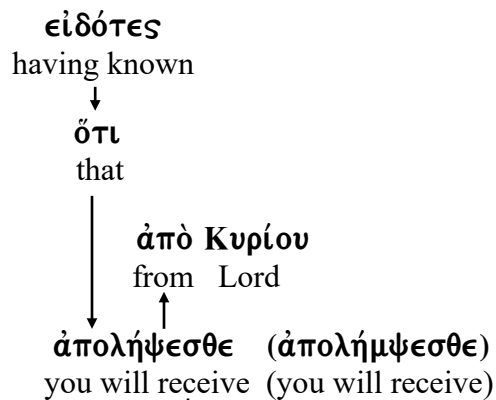 εἰδότες
having known
ὅτι
that
ἀπὸ Κυρίου
from Lord
ἀπολήψεσθε (ἀπολήμψεσθε)
you will receive (you will receive)